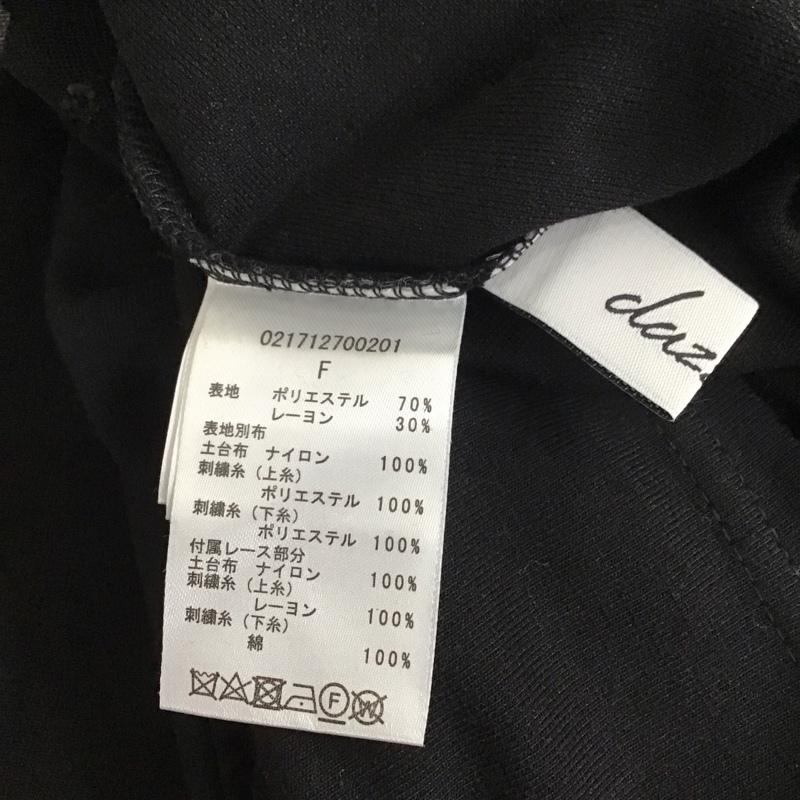 021712700201
F
表地 ポリエステル 70%
レーヨン 30%
表地別布
土台布 ナイロン 100%
刺繍糸（上糸）
ポリエステル 100%
刺繍糸（下糸）
ポリエステル 100%
付属レース部分
土台布 ナイロン 100%
刺繍糸（上糸）
レーヨン 100%
刺繍糸（下糸）
綿 100%
F
W
daz